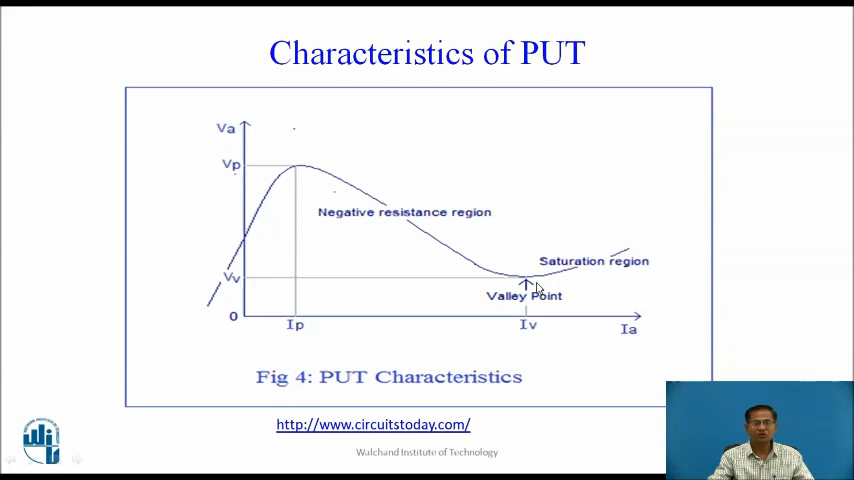 Characteristics of PUT
Va
Vp
Negative resistance region
Saturation region
Vv
Valley Point
0
Ip
Iv
Ia
Fig 4: PUT Characteristics
http://www.circuitstoday.com/
Walchand Institute of Technology